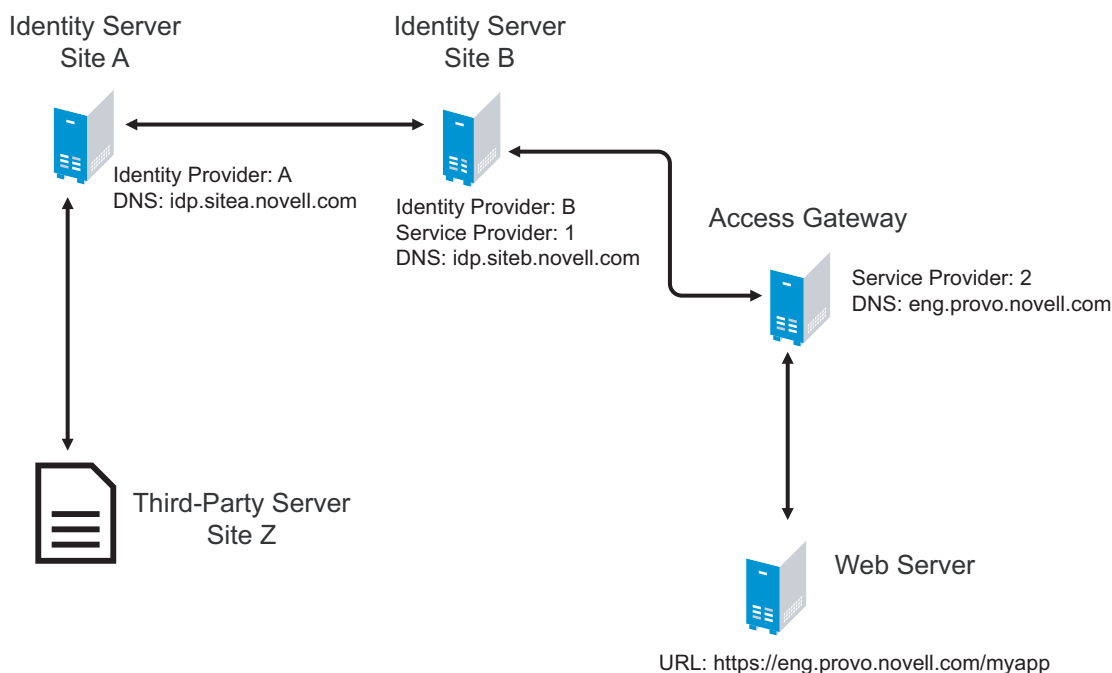 Identity Server
Site A
Identity Server
Site B
Identity Provider: A
DNS: idp.sitea.novell.com
Identity Provider: B
Service Provider: 1
DNS: idp.siteb.novell.com
Access Gateway
Service Provider: 2
DNS: eng.provo.novell.com
Third-Party Server
Site Z
Web Server
URL: https://eng.provo.novell.com/myapp